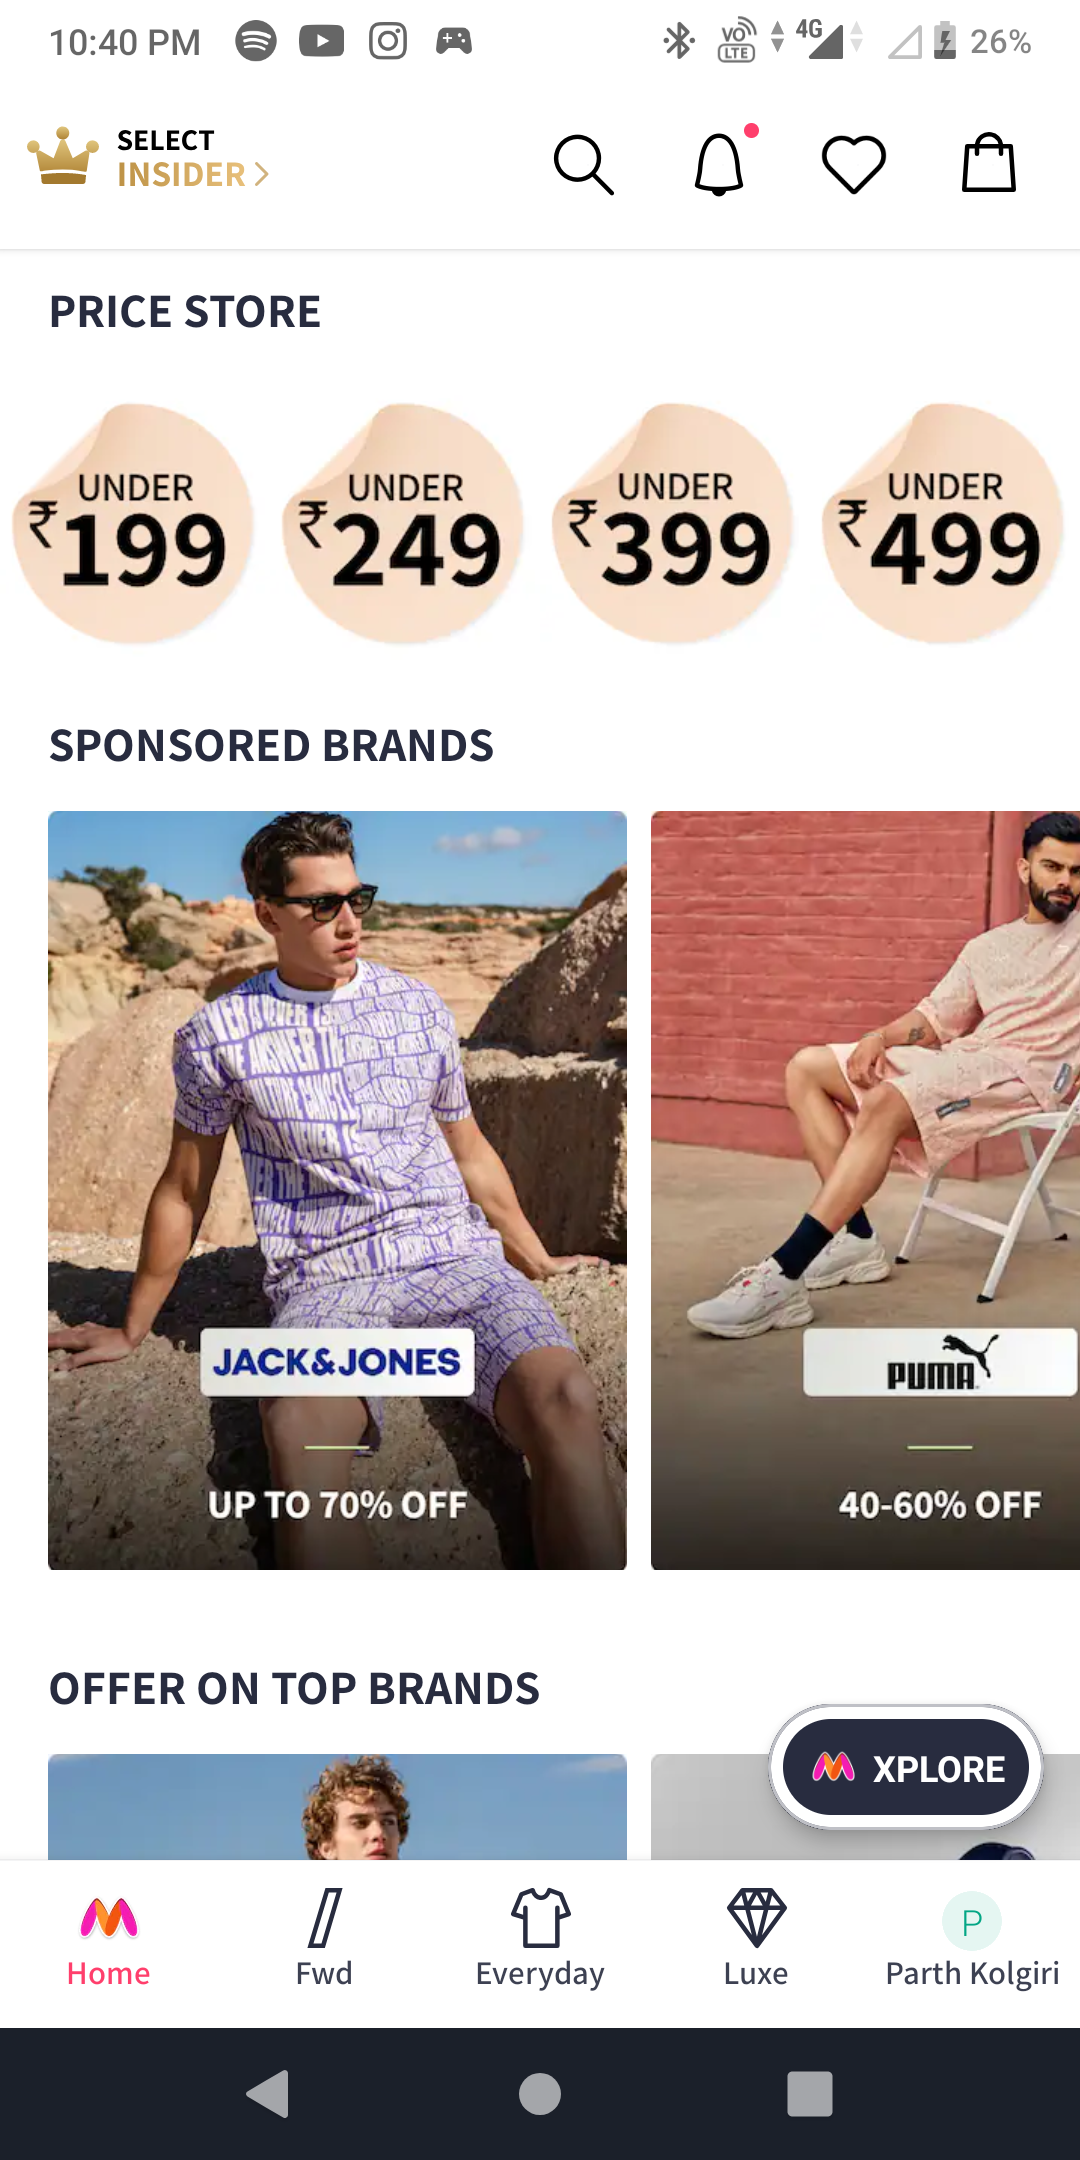 10:40 PM
VO LTE 4G 26%
SELECT
INSIDER
PRICE STORE
UNDER
₹199
UNDER
₹249
UNDER
₹399
UNDER
₹499
SPONSORED BRANDS
JACK&JONES
UP TO 70% OFF
PUMA
40-60% OFF
OFFER ON TOP BRANDS
XPLORE
Home
Fwd
Everyday
Luxe
P
Parth Kolgiri